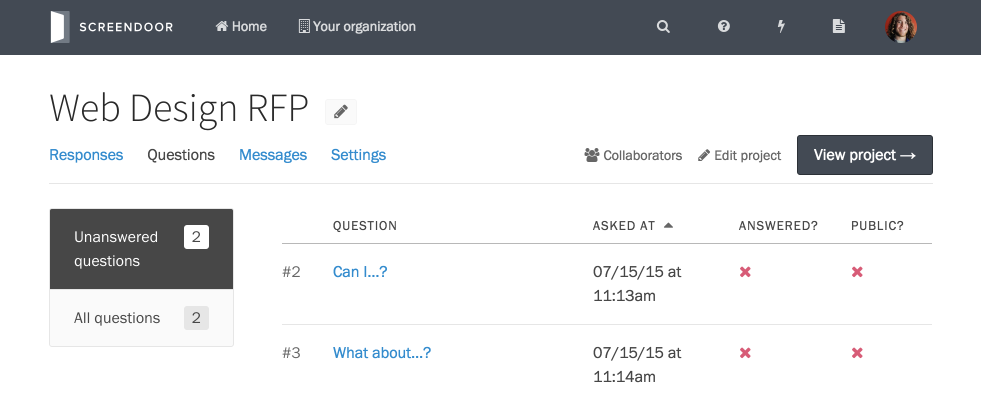 SCREENDOOR Home Your organization
Web Design RFP
Responses Questions Messages Settings Collaborators Edit project View project →
Unanswered questions 2
All questions 2
QUESTION ASKED AT ANSWERED? PUBLIC?
#2 Can I...? 07/15/15 at
11:13am
#3 What about...? 07/15/15 at
11:14am